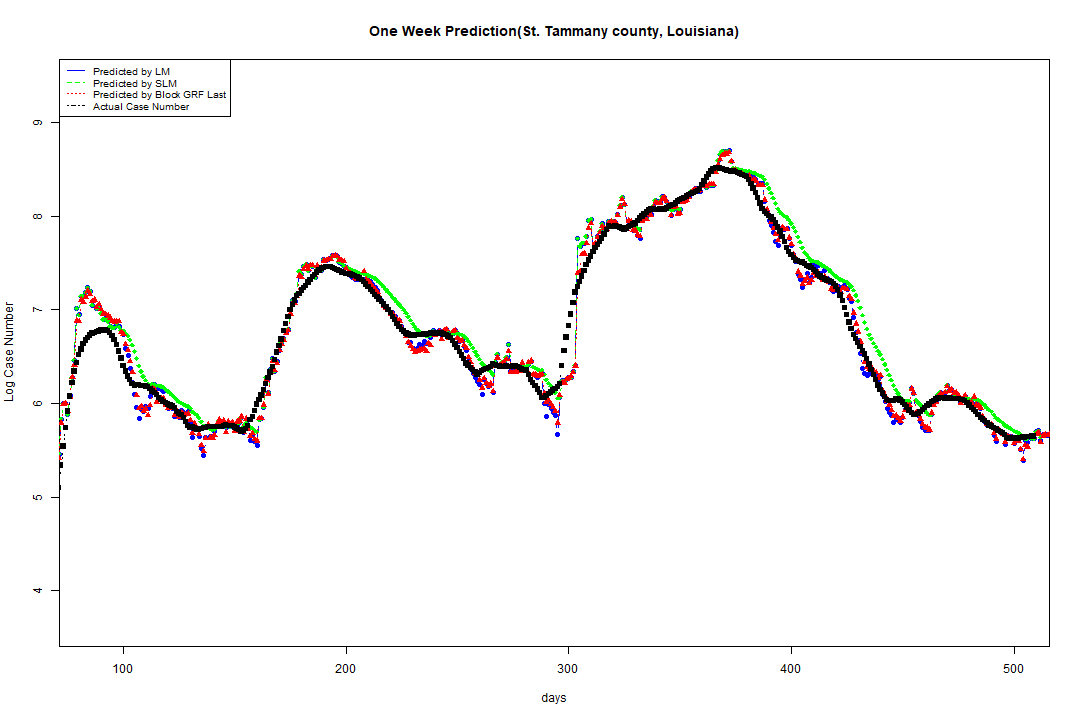 One Week Prediction(St. Tammany county, Louisiana)
Predicted by LM
Predicted by SLM
Predicted by Block GRF Last
Actual Case Number
Log Case Number
9
8
7
6
5
4
100 200 300 400 500
days